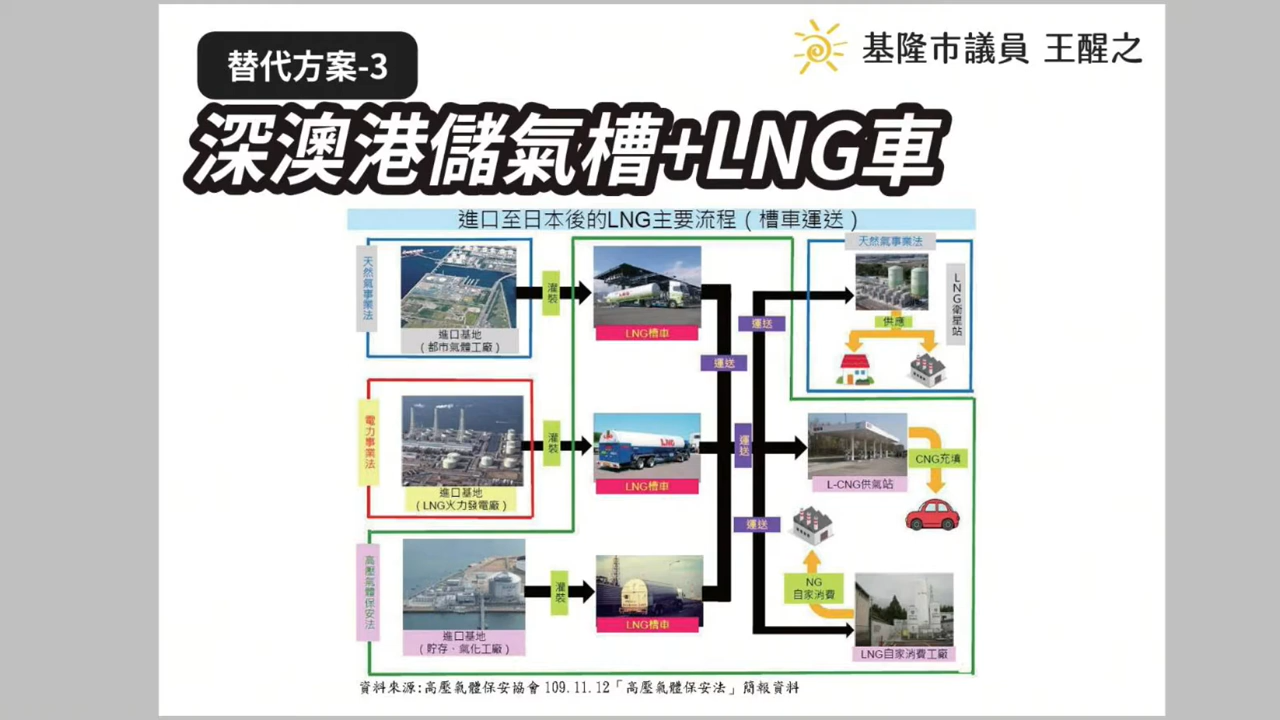 替代方案-3
基隆市議員 王醒之
深澳港儲氣槽+LNG車
進口至日本後的LNG主要流程（槽車運送）
天然氣事業法
進口基地
（都市氣體工廠）
灌裝
LNG槽車
運送
運送
天然氣事業法
LNG衛星站
供應
電力事業法
進口基地
（LNG火力發電廠）
灌裝
LNG
LNG槽車
運送
L-CNG供氣站
CNG充填
高壓氣體保安法
進口基地
（貯存、氣化工廠）
灌裝
LNG槽車
運送
NG
自家消費
LNG自家消費工廠
資料來源:高壓氣體保安協會109.11.12「高壓氣體保安法」簡報資料